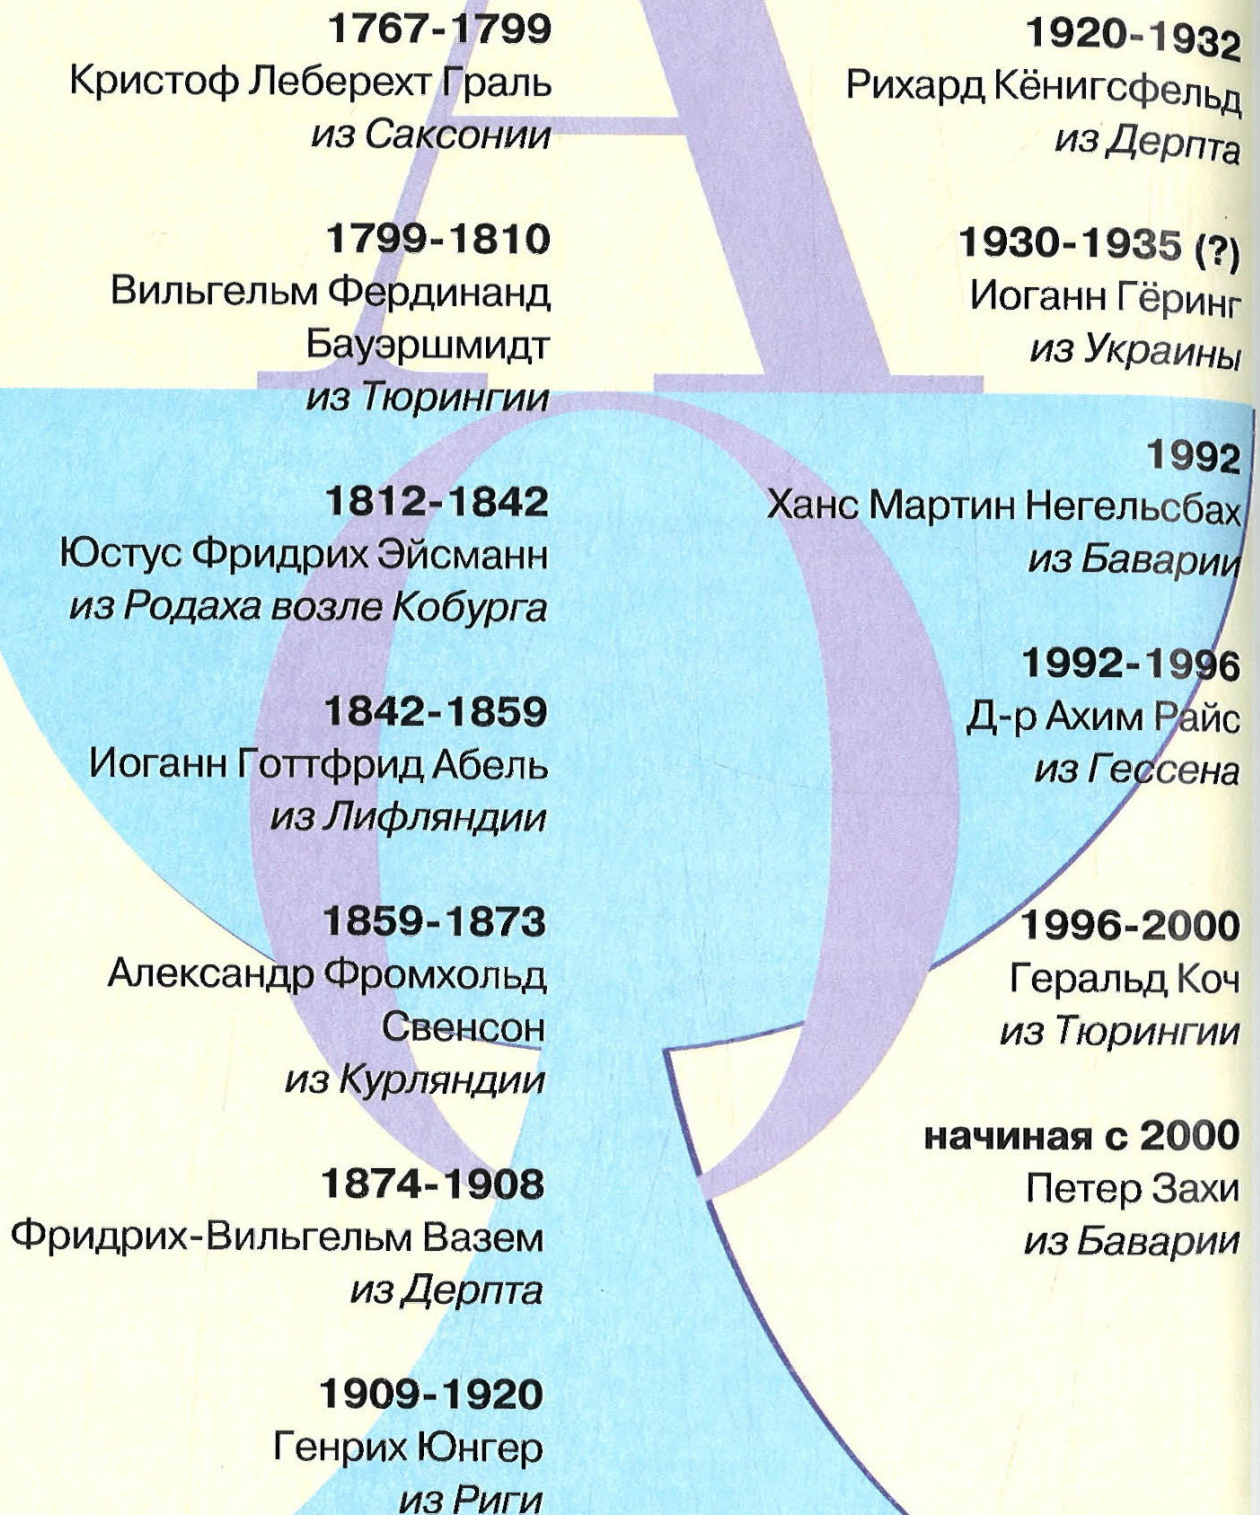 1767-1799
Кристоф Леберехт Граль
из Саксонии
1799-1810
Вильгельм Фердинанд
Бауэршмидт
из Тюрингии
1812-1842
Юстус Фридрих Эйсманн
из Родаха возле Кобурга
1842-1859
Иоганн Готтфрид Абель
из Лифляндии
1859-1873
Александр Фромхольд
Свенсон
из Курляндии
1874-1908
Фридрих-Вильгельм Вазем
из Дерпта
1909-1920
Генрих Юнгер
из Риги
1920-1932
Рихард Кёнигсфельд
из Дерпта
1930-1935 (?)
Иоганн Гёринг
из Украины
1992
Ханс Мартин Негельсбах
из Баварии
1992-1996
Д-р Ахим Райс
из Гессена
1996-2000
Геральд Коч
из Тюрингии
начиная с 2000
Петер Захи
из Баварии